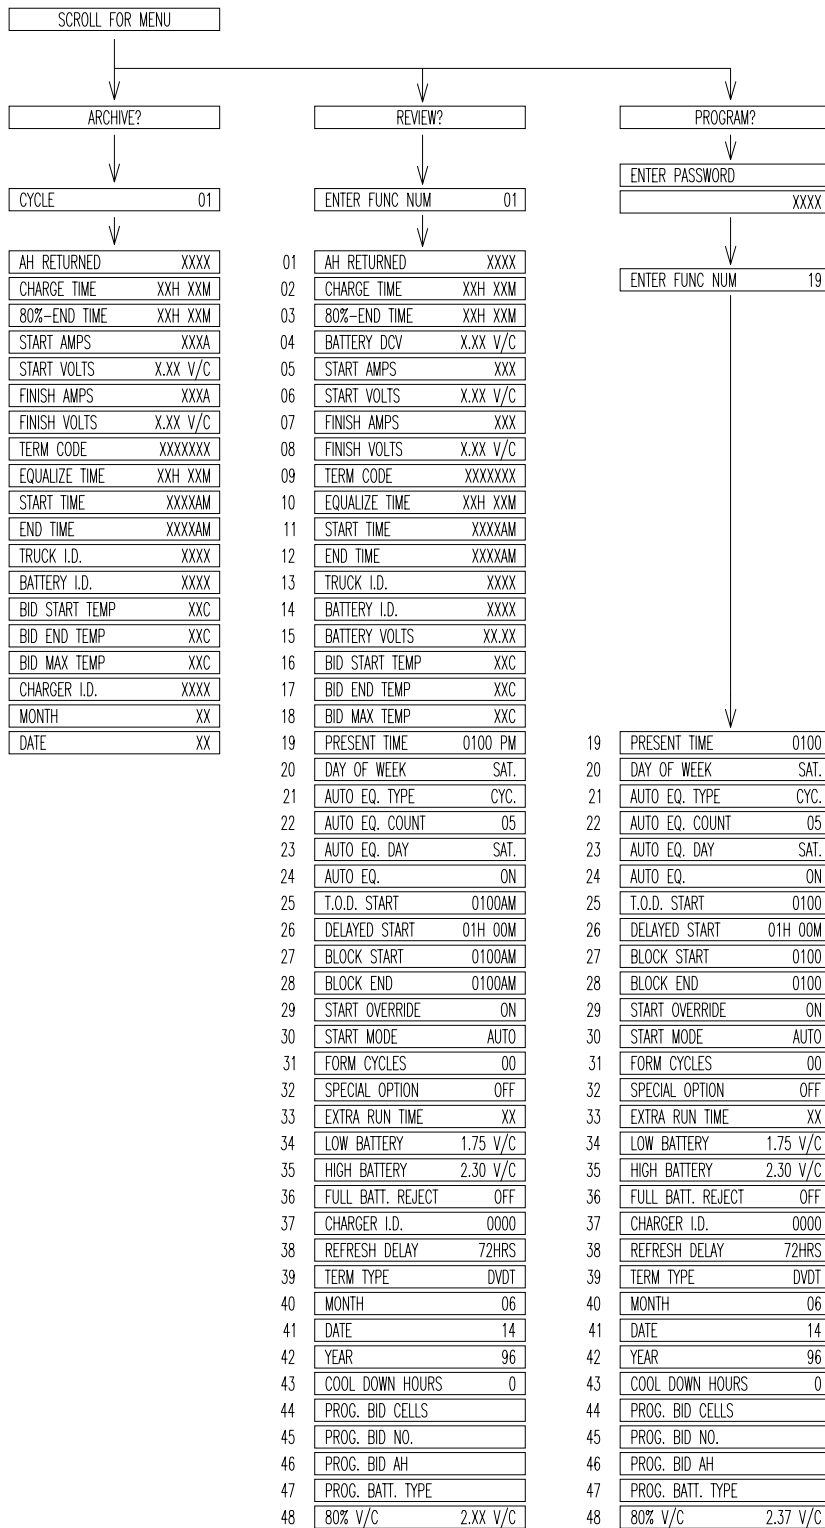 SCROLL FOR MENU
ARCHIVE?
CYCLE 01
AH RETURNED XXXX
CHARGE TIME XXH XXM
80%-END TIME XXH XXM
START AMPS XXXA
START VOLTS X.XX V/C
FINISH AMPS XXXA
FINISH VOLTS X.XX V/C
TERM CODE XXXXXXX
EQUALIZE TIME XXH XXM
START TIME XXXXAM
END TIME XXXXAM
TRUCK I.D. XXXX
BATTERY I.D. XXXX
BID START TEMP XXC
BID END TEMP XXC
BID MAX TEMP XXC
CHARGER I.D. XXXX
MONTH XX
DATE XX
REVIEW?
ENTER FUNC NUM 01
01 AH RETURNED XXXX
02 CHARGE TIME XXH XXM
03 80%-END TIME XXH XXM
04 BATTERY DCV X.XX V/C
05 START AMPS XXX
06 START VOLTS X.XX V/C
07 FINISH AMPS XXX
08 FINISH VOLTS X.XX V/C
09 TERM CODE XXXXXXX
10 EQUALIZE TIME XXH XXM
11 START TIME XXXXAM
12 END TIME XXXXAM
13 TRUCK I.D. XXXX
14 BATTERY I.D. XXXX
15 BATTERY VOLTS XX.XX
16 BID START TEMP XXC
17 BID END TEMP XXC
18 BID MAX TEMP XXC
19 PRESENT TIME 0100 PM
20 DAY OF WEEK SAT.
21 AUTO EQ. TYPE CYC.
22 AUTO EQ. COUNT 05
23 AUTO EQ. DAY SAT.
24 AUTO EQ. ON
25 T.O.D. START 0100AM
26 DELAYED START 01H 00M
27 BLOCK START 0100AM
28 BLOCK END 0100AM
29 START OVERRIDE ON
30 START MODE AUTO
31 FORM CYCLES 00
32 SPECIAL OPTION OFF
33 EXTRA RUN TIME XX
34 LOW BATTERY 1.75 V/C
35 HIGH BATTERY 2.30 V/C
36 FULL BATT. REJECT OFF
37 CHARGER I.D. 0000
38 REFRESH DELAY 72HRS
39 TERM TYPE DVDT
40 MONTH 06
41 DATE 14
42 YEAR 96
43 COOL DOWN HOURS 0
44 PROG. BID CELLS
45 PROG. BID NO.
46 PROG. BID AH
47 PROG. BATT. TYPE
48 80% V/C 2.XX V/C
PROGRAM?
ENTER PASSWORD
XXXX
ENTER FUNC NUM 19
19 PRESENT TIME 0100
20 DAY OF WEEK SAT.
21 AUTO EQ. TYPE CYC.
22 AUTO EQ. COUNT 05
23 AUTO EQ. DAY SAT.
24 AUTO EQ. ON
25 T.O.D. START 0100
26 DELAYED START 01H 00M
27 BLOCK START 0100
28 BLOCK END 0100
29 START OVERRIDE ON
30 START MODE AUTO
31 FORM CYCLES 00
32 SPECIAL OPTION OFF
33 EXTRA RUN TIME XX
34 LOW BATTERY 1.75 V/C
35 HIGH BATTERY 2.30 V/C
36 FULL BATT. REJECT OFF
37 CHARGER I.D. 0000
38 REFRESH DELAY 72HRS
39 TERM TYPE DVDT
40 MONTH 06
41 DATE 14
42 YEAR 96
43 COOL DOWN HOURS 0
44 PROG. BID CELLS
45 PROG. BID NO.
46 PROG. BID AH
47 PROG. BATT. TYPE
48 80% V/C 2.37 V/C